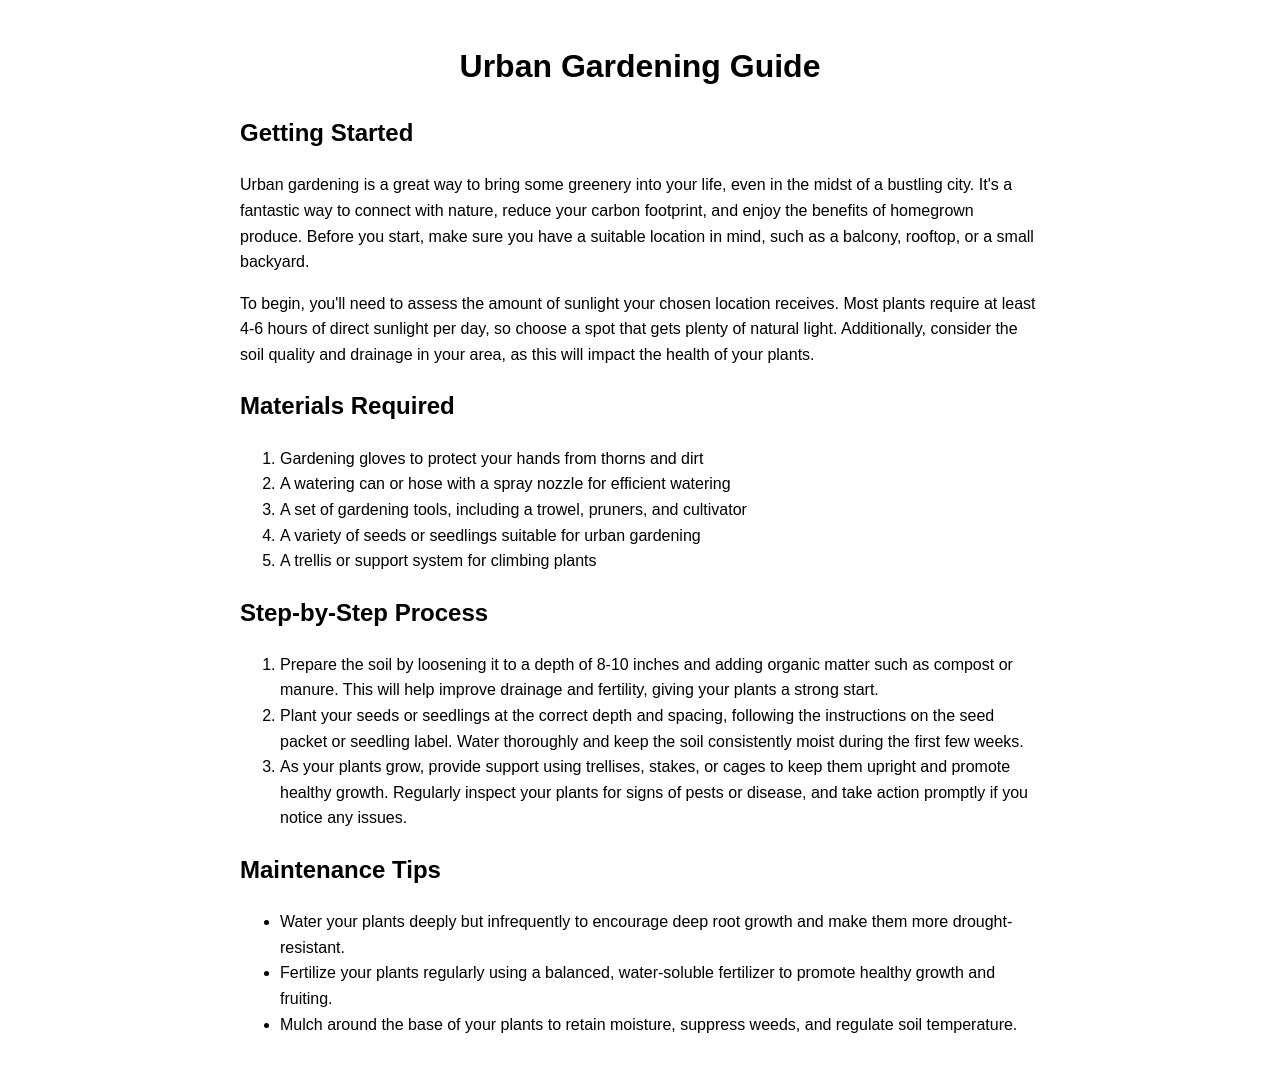 Urban Gardening Guide
Getting Started
Urban gardening is a great way to bring some greenery into your life, even in the midst of a bustling city. It's a
fantastic way to connect with nature, reduce your carbon footprint, and enjoy the benefits of homegrown
produce. Before you start, make sure you have a suitable location in mind, such as a balcony, rooftop, or a small
backyard.
To begin, you'll need to assess the amount of sunlight your chosen location receives. Most plants require at least
4-6 hours of direct sunlight per day, so choose a spot that gets plenty of natural light. Additionally, consider the
soil quality and drainage in your area, as this will impact the health of your plants.
Materials Required
1. Gardening gloves to protect your hands from thorns and dirt
2. A watering can or hose with a spray nozzle for efficient watering
3. A set of gardening tools, including a trowel, pruners, and cultivator
4. A variety of seeds or seedlings suitable for urban gardening
5. A trellis or support system for climbing plants
Step-by-Step Process
1. Prepare the soil by loosening it to a depth of 8-10 inches and adding organic matter such as compost or
manure. This will help improve drainage and fertility, giving your plants a strong start.
2. Plant your seeds or seedlings at the correct depth and spacing, following the instructions on the seed
packet or seedling label. Water thoroughly and keep the soil consistently moist during the first few weeks.
3. As your plants grow, provide support using trellises, stakes, or cages to keep them upright and promote
healthy growth. Regularly inspect your plants for signs of pests or disease, and take action promptly if you
notice any issues.
Maintenance Tips
• Water your plants deeply but infrequently to encourage deep root growth and make them more drought-
resistant.
• Fertilize your plants regularly using a balanced, water-soluble fertilizer to promote healthy growth and
fruiting.
• Mulch around the base of your plants to retain moisture, suppress weeds, and regulate soil temperature.